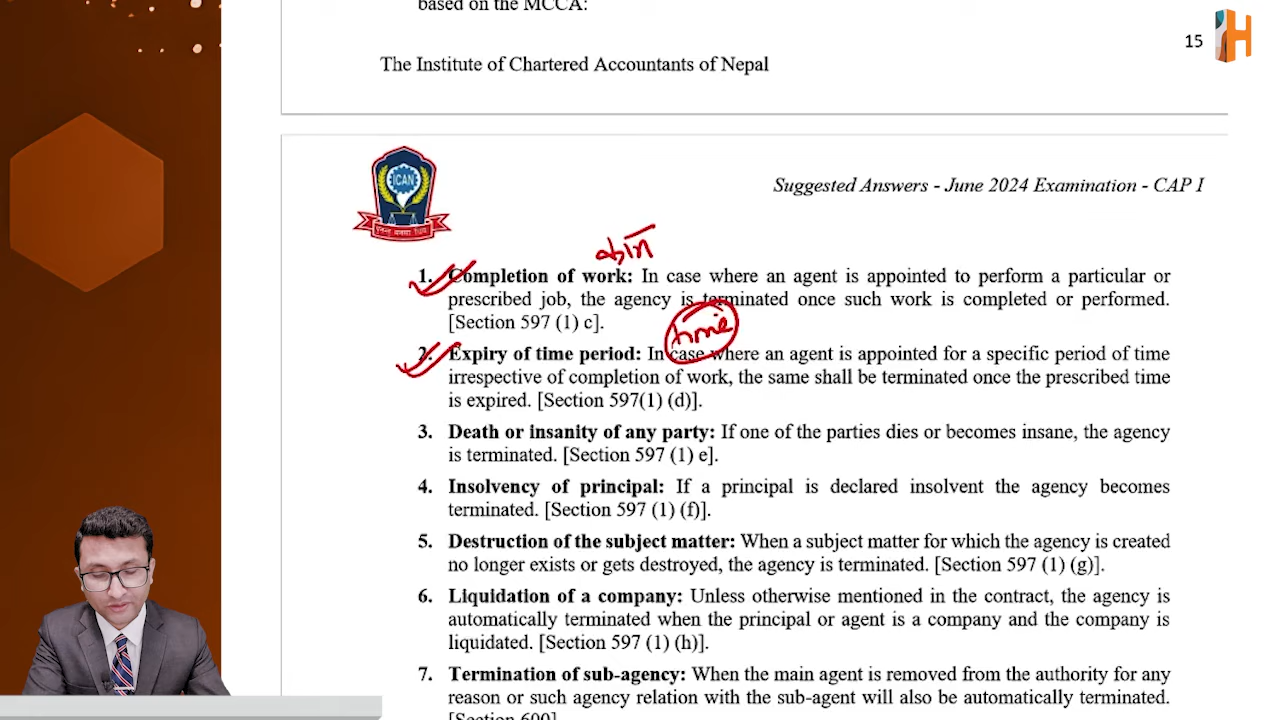 based on the MCCA:
15
H
The Institute of Chartered Accountants of Nepal
ICAN
Suggested Answers - June 2024 Examination - CAP I
काम
1. Completion of work: In case where an agent is appointed to perform a particular or
prescribed job, the agency is terminated once such work is completed or performed.
[Section 597 (1) c].
time
2. Expiry of time period: In case where an agent is appointed for a specific period of time
irrespective of completion of work, the same shall be terminated once the prescribed time
is expired. [Section 597(1) (d)].
3. Death or insanity of any party: If one of the parties dies or becomes insane, the agency
is terminated. [Section 597 (1) e].
4. Insolvency of principal: If a principal is declared insolvent the agency becomes
terminated. [Section 597 (1) (f)].
5. Destruction of the subject matter: When a subject matter for which the agency is created
no longer exists or gets destroyed, the agency is terminated. [Section 597 (1) (g)].
6. Liquidation of a company: Unless otherwise mentioned in the contract, the agency is
automatically terminated when the principal or agent is a company and the company is
liquidated. [Section 597 (1) (h)].
7. Termination of sub-agency: When the main agent is removed from the authority for any
reason or such agency relation with the sub-agent will also be automatically terminated.
[Section 600]